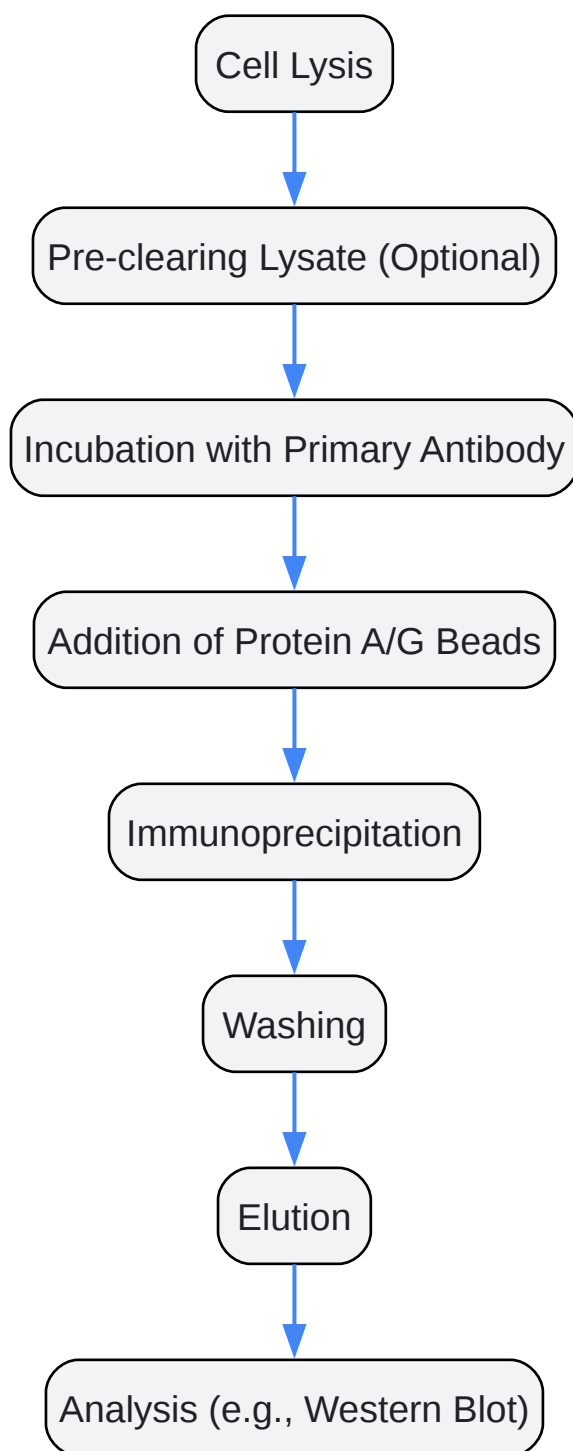 Cell Lysis
Pre-clearing Lysate (Optional)
Incubation with Primary Antibody
Addition of Protein A/G Beads
Immunoprecipitation
Washing
Elution
Analysis (e.g., Western Blot)